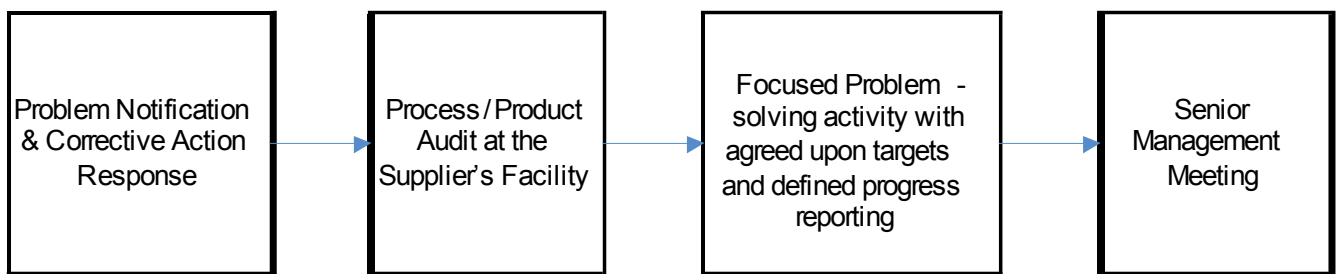 Problem Notification
& Corrective Action
Response
Process / Product
Audit at the
Supplier's Facility
Focused Problem -
solving activity with
agreed upon targets
and defined progress
reporting
Senior
Management
Meeting